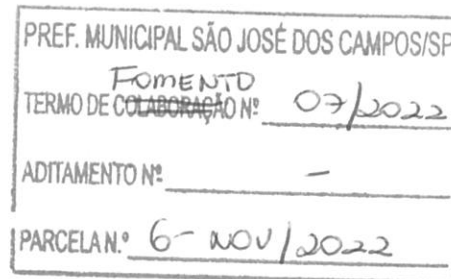 PREF. MUNICIPAL SÃO JOSÉ DOS CAMPOS/SP
FOMENTO
TERMO DE COLABORAÇÃO Nº 07/2022
ADITAMENTO Nº -
PARCELA N.º 6- NOV/2022